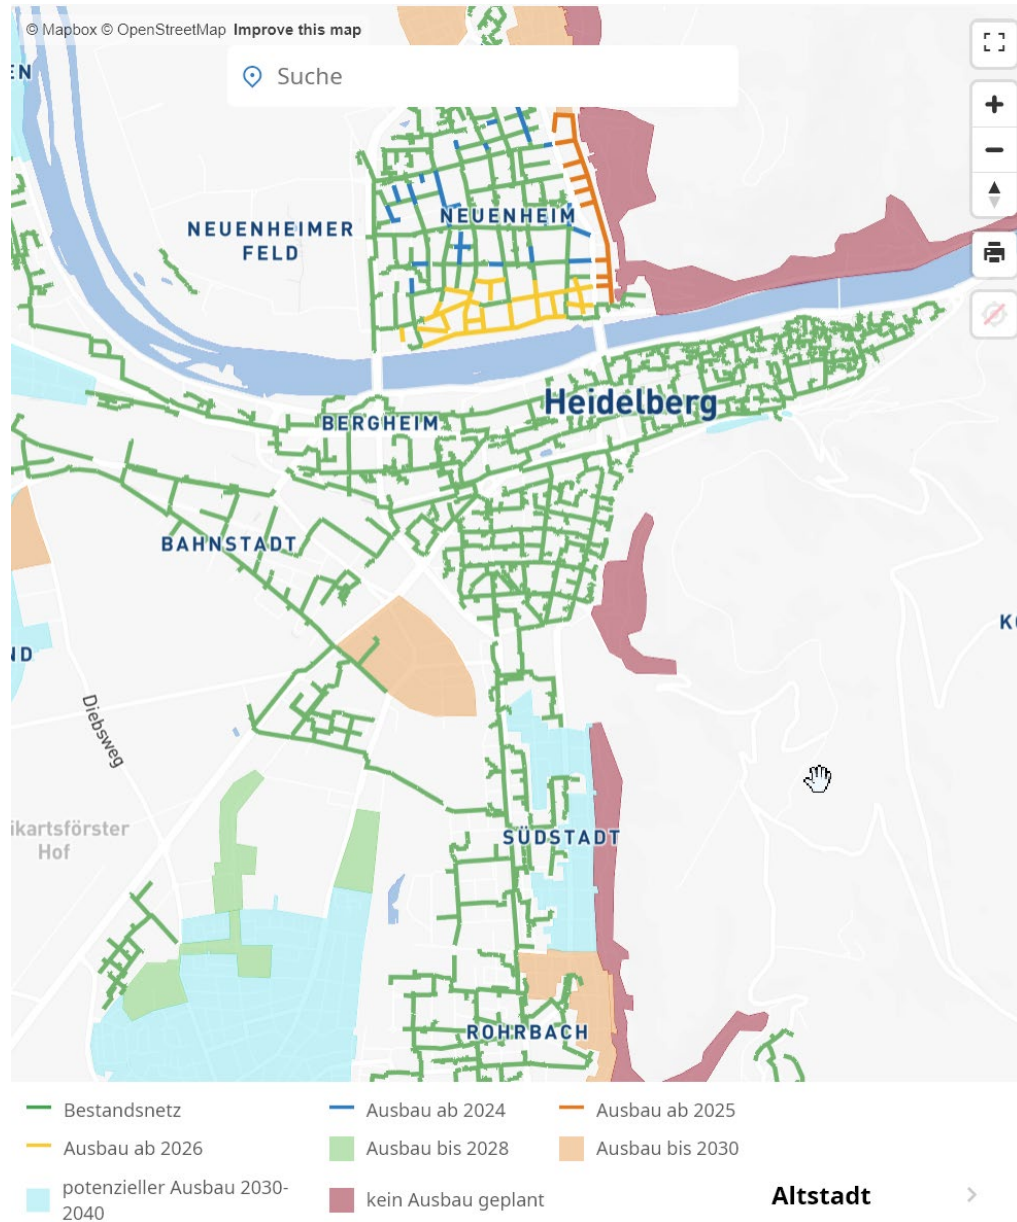 © Mapbox © OpenStreetMap Improve this map
EN
Suche
NEUENHEIMER
FELD
NEUENHEIM
Heidelberg
BERGHEIM
BAHNSTADT
K
ND
Diebsweg
ikartsförster
Hof
SÜDSTADT
ROHRBACH
Bestandsnetz
Ausbau ab 2024
Ausbau ab 2025
Ausbau ab 2026
Ausbau bis 2028
Ausbau bis 2030
potenzieller Ausbau 2030-
2040
kein Ausbau geplant
Altstadt